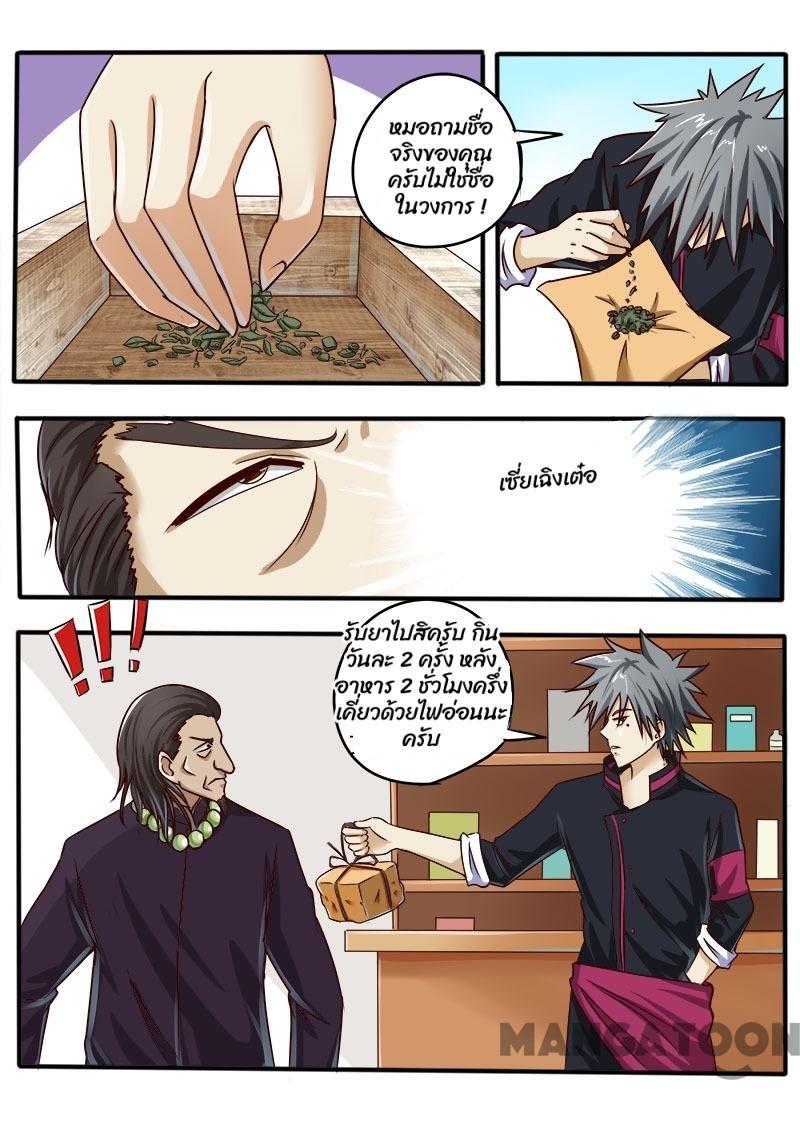 หมอถามชื่อ
จริงของคุณ
ครับไม่ใช่ชื่อ
ในวงการ !
เซี่ยเฉิงเต๋อ
!!!
รับยาไปสิครับ กิน
วันละ 2 ครั้ง หลัง
อาหาร 2 ชั่วโมงครึ่ง
เคี่ยวด้วยไฟอ่อนนะ
ครับ
MANGATOON